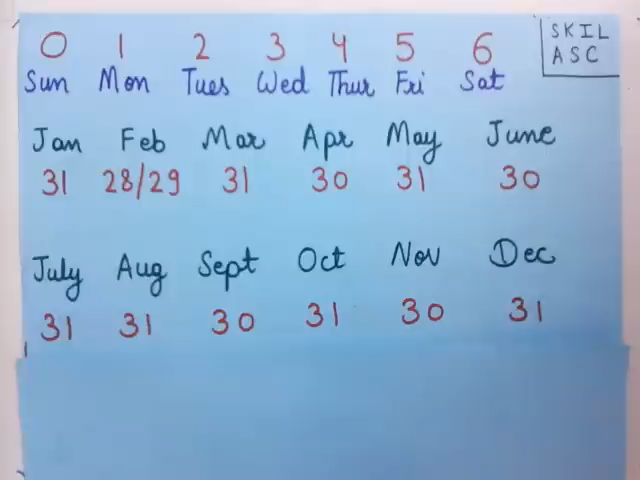 0 1 2 3 4 5 6
Sun Mon Tues Wed Thur Fri Sat
SKIL
ASC
Jan Feb Mar Apr May June
31 28/29 31 30 31 30
July Aug Sept Oct Nov Dec
31 31 30 31 30 31